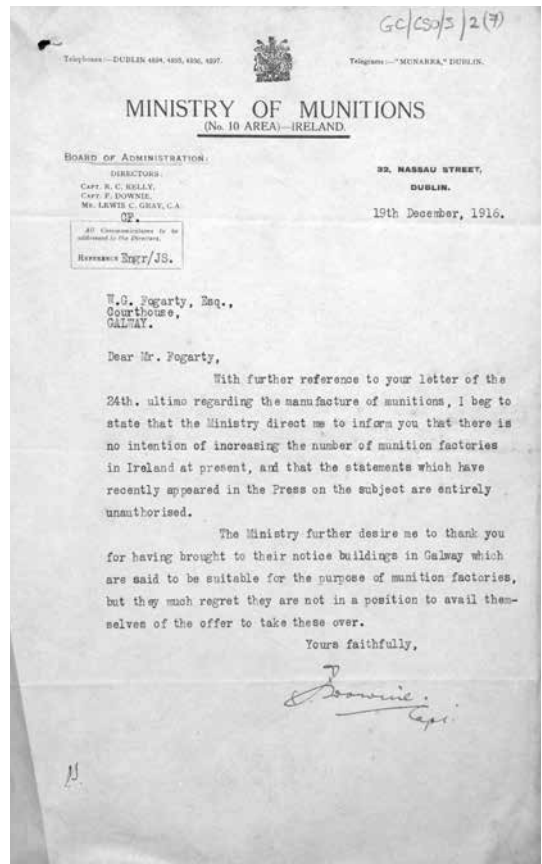 GC/CSO/3/2(7)
Telephones:—DUBLIN 4894, 4895, 4896, 4897.
Telegrams:—"MUNAREA," DUBLIN.
MINISTRY OF MUNITIONS
(No. 10 AREA)—IRELAND.
BOARD OF ADMINISTRATION:
DIRECTORS:
CAPT. R. C. KELLY,
CAPT. F. DOWNIE,
MR. LEWIS C. GRAY, C.A.
CP.
32, NASSAU STREET,
DUBLIN.
19th December, 1916.
All Communications to be
addressed to the Directors.
REFERENCE Engr/JS.
W.G. Fogarty, Esq.,
Courthouse,
GALWAY.
Dear Mr. Fogarty,
With further reference to your letter of the
24th. ultimo regarding the manufacture of munitions, I beg to
state that the Ministry direct me to inform you that there is
no intention of increasing the number of munition factories
in Ireland at present, and that the statements which have
recently appeared in the Press on the subject are entirely
unauthorised.
The Ministry further desire me to thank you
for having brought to their notice buildings in Galway which
are said to be suitable for the purpose of munition factories,
but they much regret they are not in a position to avail them-
selves of the offer to take these over.
Yours faithfully,
Downie.
Capt.